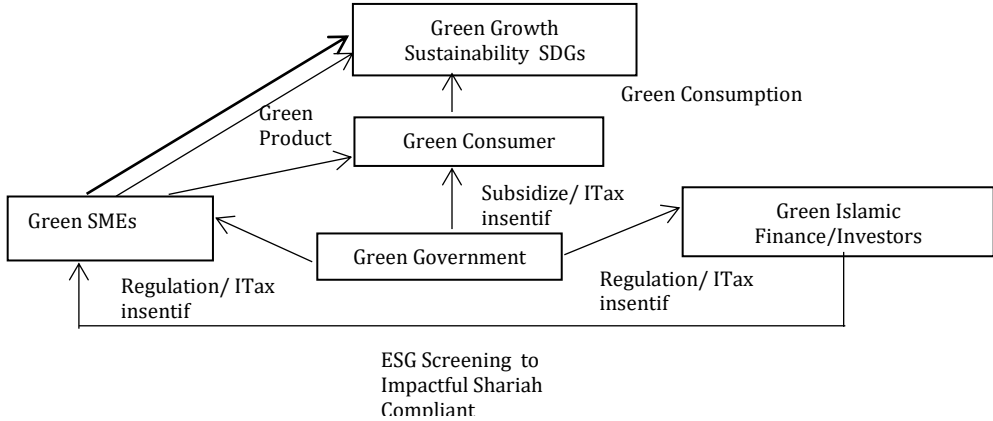 Green Growth
Sustainability SDGs
Green Consumption
Green
Product
Green Consumer
Subsidize/ ITax
insentif
Green SMEs
Green Islamic
Finance/Investors
Green Government
Regulation/ ITax
insentif
Regulation/ ITax
insentif
ESG Screening to
Impactful Shariah
Compliant